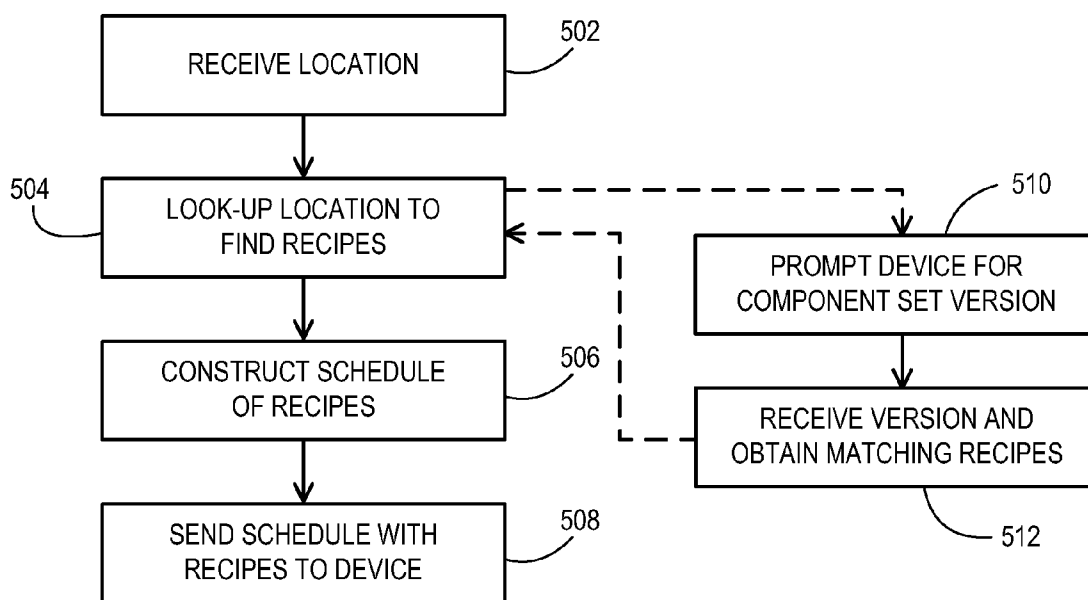 RECEIVE LOCATION
502
504
LOOK-UP LOCATION TO
FIND RECIPES
CONSTRUCT SCHEDULE
OF RECIPES
506
SEND SCHEDULE WITH
RECIPES TO DEVICE
508
510
PROMPT DEVICE FOR
COMPONENT SET VERSION
RECEIVE VERSION AND
OBTAIN MATCHING RECIPES
512